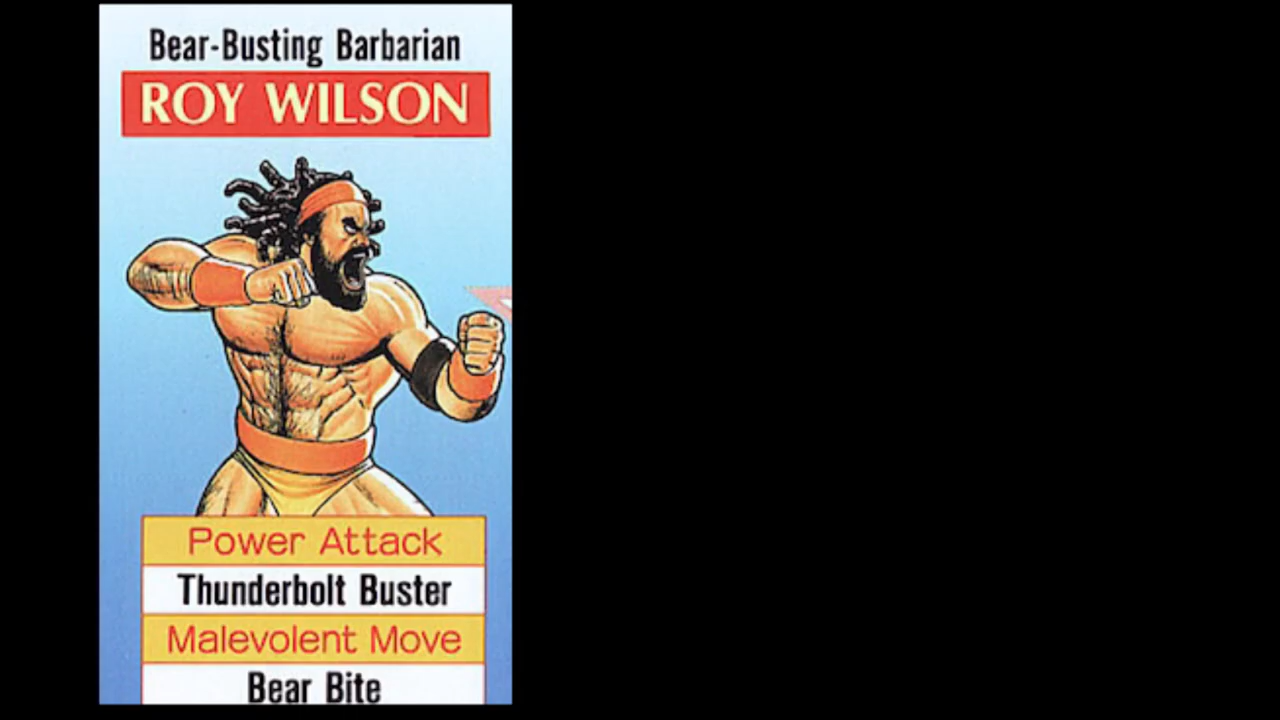 Bear-Busting Barbarian
ROY WILSON
Power Attack
Thunderbolt Buster
Malevolent Move
Bear Bite